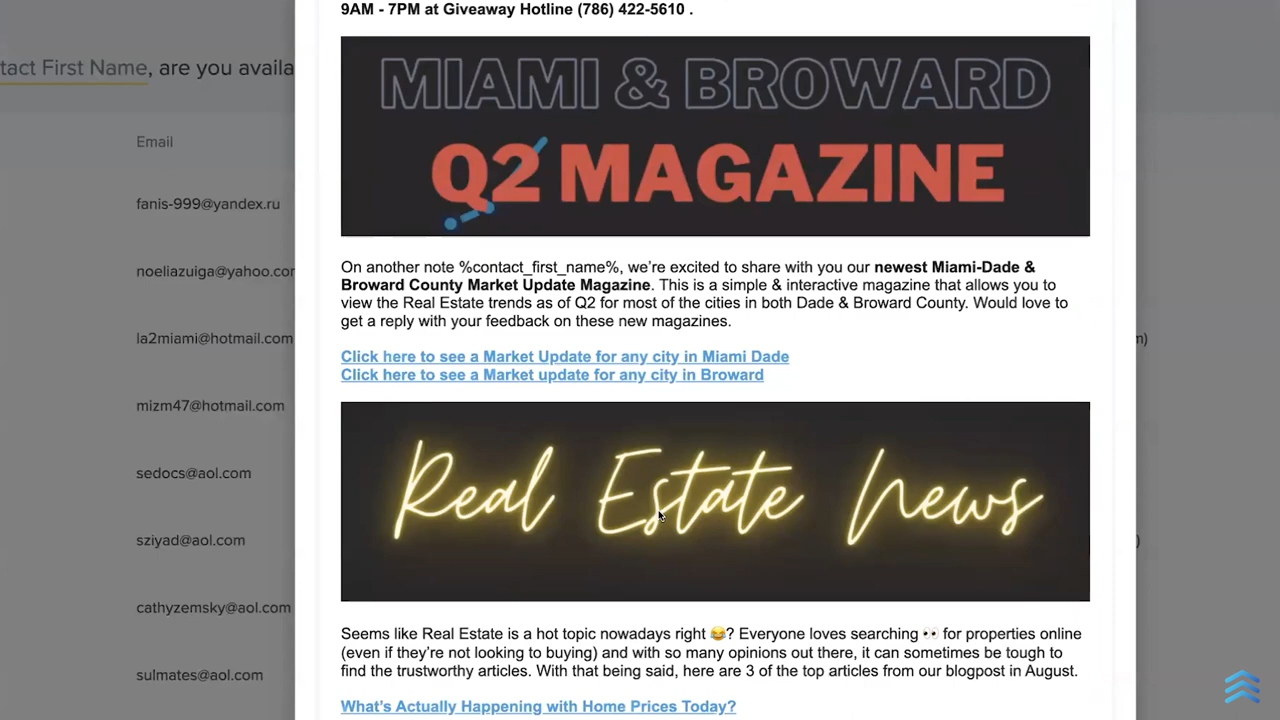 9AM - 7PM at Giveaway Hotline (786) 422-5610 .
MIAMI & BROWARD
Q2 MAGAZINE
tact First Name, are you availa
Email
fanis-999@yandex.ru
noeliazuiga@yahoo.cor
la2miami@hotmail.com
m)
mizm47@hotmail.com
sedocs@aol.com
sziyad@aol.com
)
cathyzemsky@aol.com
sulmates@aol.com
On another note %contact_first_name%, we’re excited to share with you our newest Miami-Dade &
Broward County Market Update Magazine. This is a simple & interactive magazine that allows you to
view the Real Estate trends as of Q2 for most of the cities in both Dade & Broward County. Would love to
get a reply with your feedback on these new magazines.
Click here to see a Market Update for any city in Miami Dade
Click here to see a Market update for any city in Broward
Real Estate News
Seems like Real Estate is a hot topic nowadays right 😂? Everyone loves searching 👀 for properties online
(even if they’re not looking to buying) and with so many opinions out there, it can sometimes be tough to
find the trustworthy articles. With that being said, here are 3 of the top articles from our blogpost in August.
What’s Actually Happening with Home Prices Today?